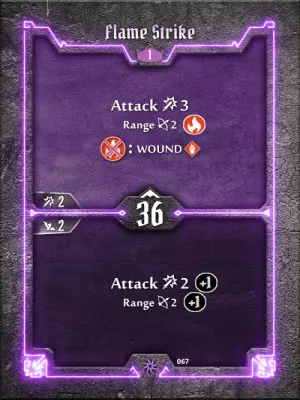 Flame Strike
1
Attack 3
Range 2
: WOUND
2
36
2
Attack 2 +1
Range 2 +1
067